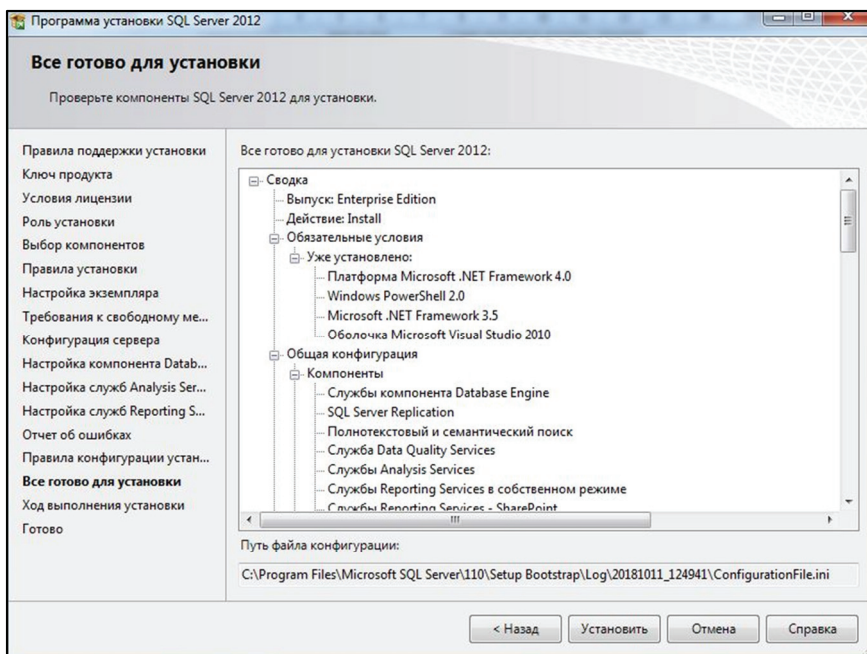 Программа установки SQL Server 2012
Все готово для установки
Проверьте компоненты SQL Server 2012 для установки.
Правила поддержки установки
Ключ продукта
Условия лицензии
Роль установки
Выбор компонентов
Правила установки
Настройка экземпляра
Требования к свободному ме...
Конфигурация сервера
Настройка компонента Datab...
Настройка служб Analysis Ser...
Настройка служб Reporting S...
Отчет об ошибках
Правила конфигурации устан...
Все готово для установки
Ход выполнения установки
Готово
Все готово для установки SQL Server 2012:
Сводка
Выпуск: Enterprise Edition
Действие: Install
Обязательные условия
Уже установлено:
Платформа Microsoft .NET Framework 4.0
Windows PowerShell 2.0
Microsoft .NET Framework 3.5
Оболочка Microsoft Visual Studio 2010
Общая конфигурация
Компоненты
Службы компонента Database Engine
SQL Server Replication
Полнотекстовый и семантический поиск
Служба Data Quality Services
Службы Analysis Services
Службы Reporting Services в собственном режиме
Службы Reporting Services - SharePoint
Путь файла конфигурации:
C:\Program Files\Microsoft SQL Server\110\Setup Bootstrap\Log\20181011_124941\ConfigurationFile.ini
< Назад
Установить
Отмена
Справка